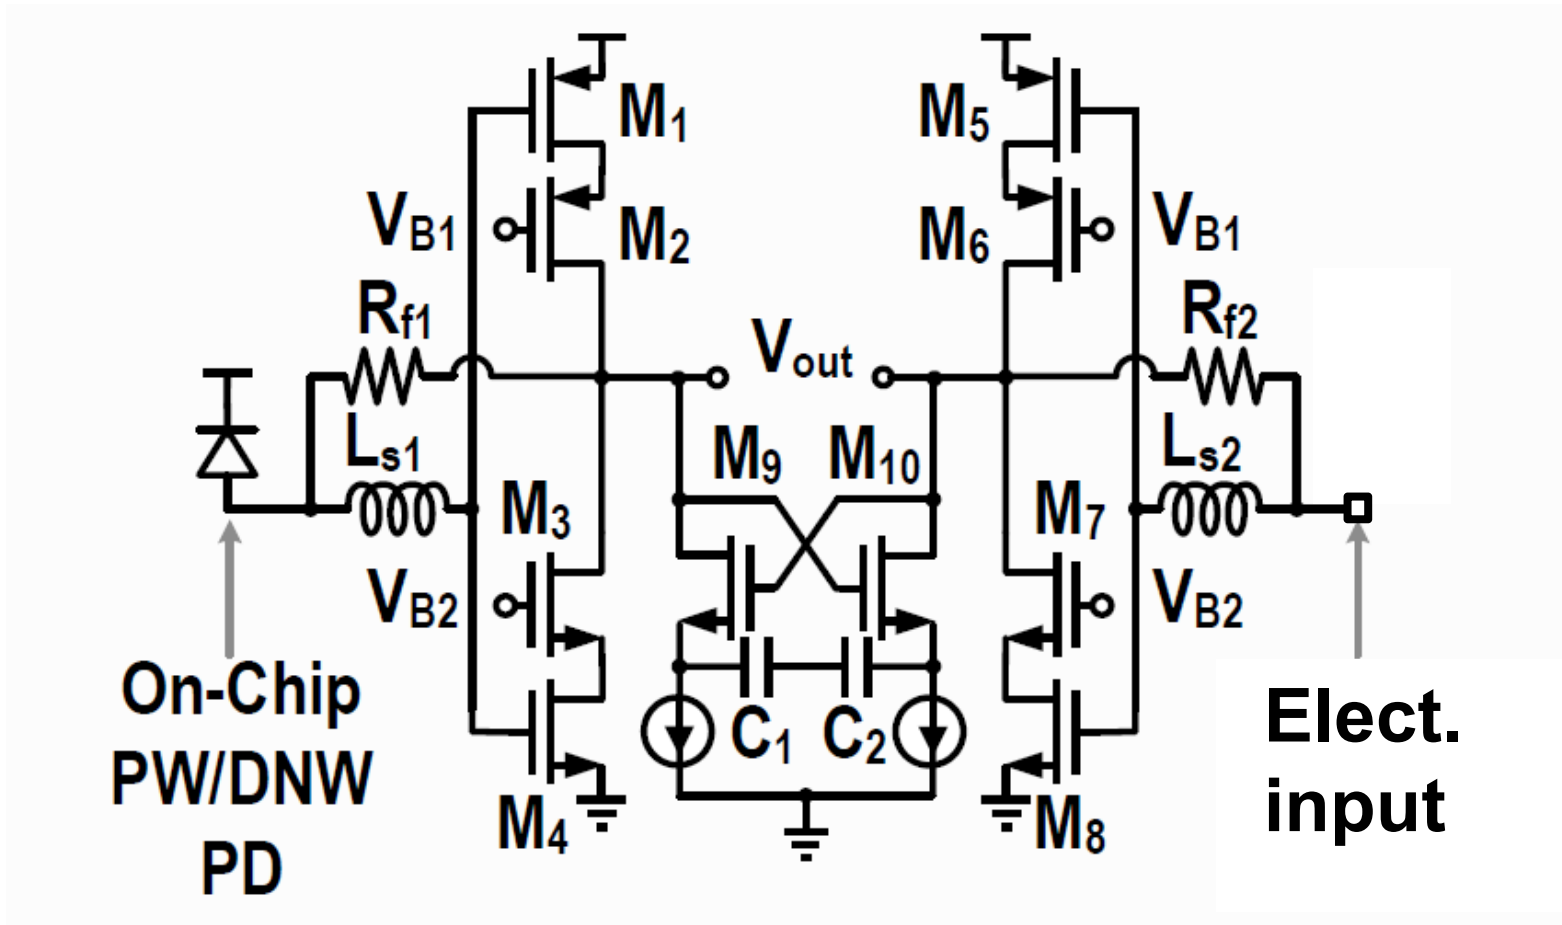 M1
M5
VB1
M2
M6
VB1
Rf1
Vout
Rf2
Ls1
M9
M10
Ls2
M3
M7
VB2
VB2
On-Chip
PW/DNW
PD
C1
C2
Elect.
input
M4
M8